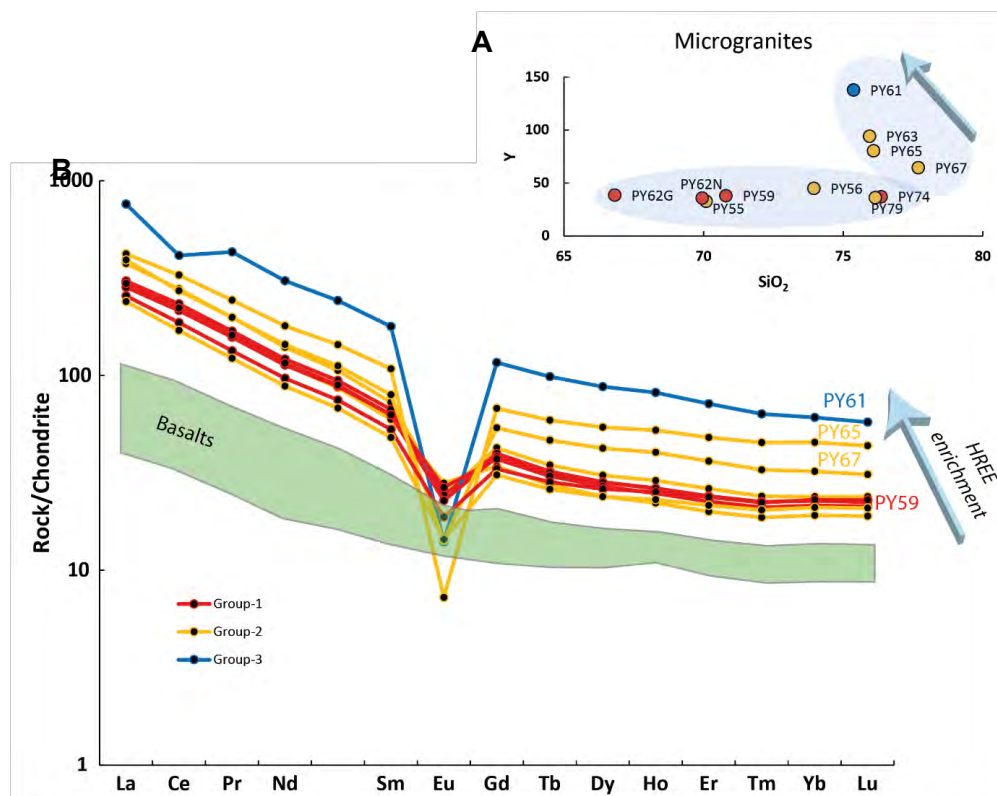 A
Microgranites
150
100
50
0
Y
PY61
PY63
PY65
PY67
PY62G
PY62N
PY55
PY59
PY56
PY74
PY79
65
70
75
80
SiO₂
B
1000
100
10
1
Rock/Chondrite
Basalts
PY61
PY65
PY67
PY59
HREE
enrichment
Group-1
Group-2
Group-3
La Ce Pr Nd Sm Eu Gd Tb Dy Ho Er Tm Yb Lu